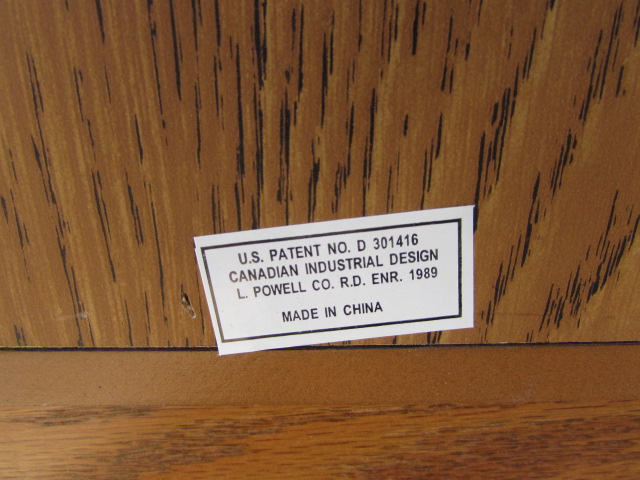 U.S. PATENT NO. D 301416
CANADIAN INDUSTRIAL DESIGN
L. POWELL CO. R.D. ENR. 1989
MADE IN CHINA